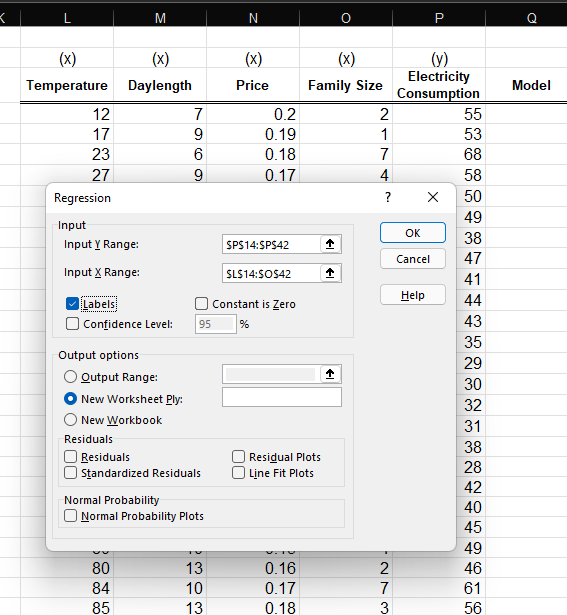 K L M N O P Q
(x) (x) (x) (x) (y)
Temperature Daylength Price Family Size Electricity Consumption Model
12 7 0.2 2 55
17 9 0.19 1 53
23 6 0.18 7 68
27 9 0.17 4 58
Regression ? ×
50
Input
49
Input Y Range: $P$14:$P$42 OK
38
Input X Range: $L$14:$O$42 Cancel
47
41
Labels Constant is Zero Help
44
Confidence Level: 95 %
43
35
Output options
29
Output Range:
30
New Worksheet Ply:
32
New Workbook
31
Residuals
38
Residuals Residual Plots
28
Standardized Residuals Line Fit Plots
42
Normal Probability
40
Normal Probability Plots
45
49
80 13 0.16 2 46
84 10 0.17 7 61
85 13 0.18 3 56